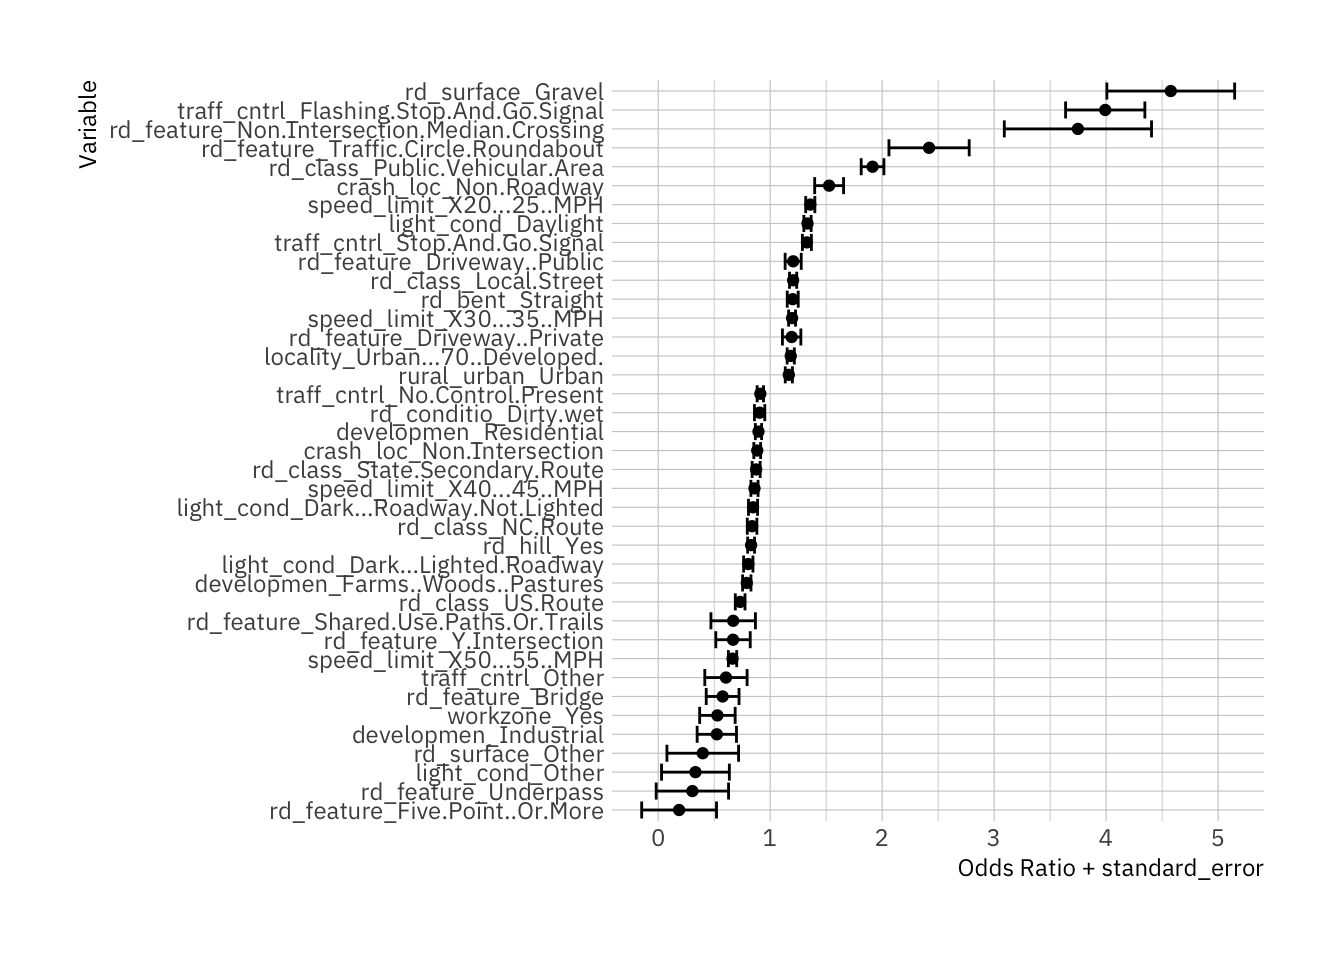 Variable
rd_surface_Gravel
traff_cntrl_Flashing.Stop.And.Go.Signal
rd_feature_Non.Intersection.Median.Crossing
rd_feature_Traffic.Circle.Roundabout
rd_class_Public.Vehicular.Area
crash_loc_Non.Roadway
speed_limit_X20...25..MPH
light_cond_Daylight
traff_cntrl_Stop.And.Go.Signal
rd_feature_Driveway..Public
rd_class_Local.Street
rd_bent_Straight
speed_limit_X30...35..MPH
rd_feature_Driveway..Private
locality_Urban...70..Developed.
rural_urban_Urban
traff_cntrl_No.Control.Present
rd_conditio_Dirty.wet
developmen_Residential
crash_loc_Non.Intersection
rd_class_State.Secondary.Route
speed_limit_X40...45..MPH
light_cond_Dark...Roadway.Not.Lighted
rd_class_NC.Route
rd_hill_Yes
light_cond_Dark...Lighted.Roadway
developmen_Farms..Woods..Pastures
rd_class_US.Route
rd_feature_Shared.Use.Paths.Or.Trails
rd_feature_Y.Intersection
speed_limit_X50...55..MPH
traff_cntrl_Other
rd_feature_Bridge
workzone_Yes
developmen_Industrial
rd_surface_Other
light_cond_Other
rd_feature_Underpass
rd_feature_Five.Point..Or.More
0 1 2 3 4 5
Odds Ratio + standard_error